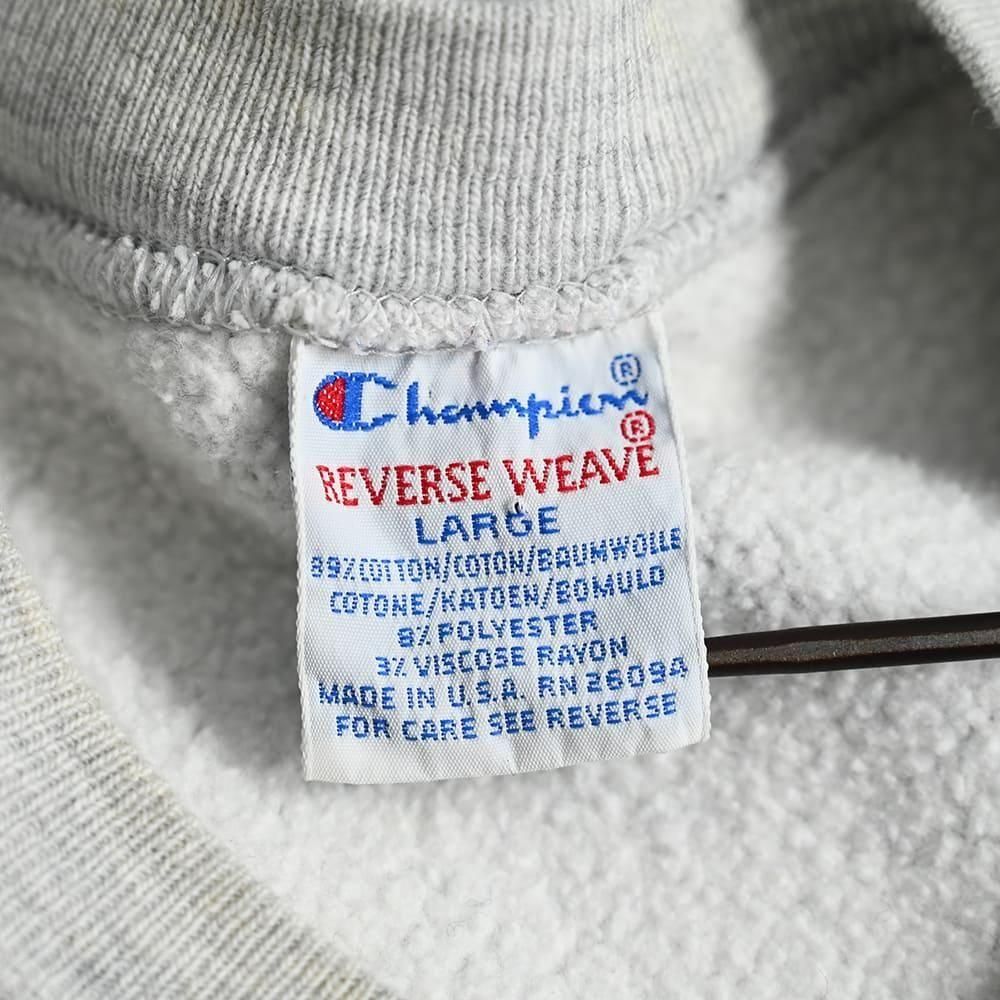 Champion®
REVERSE WEAVE®
LARGE
89% COTTON/COTON/BAUMWOLLE
COTONE/KATOEN/BOMULD
8% POLYESTER
3% VISCOSE RAYON
MADE IN U.S.A. RN 26094
FOR CARE SEE REVERSE